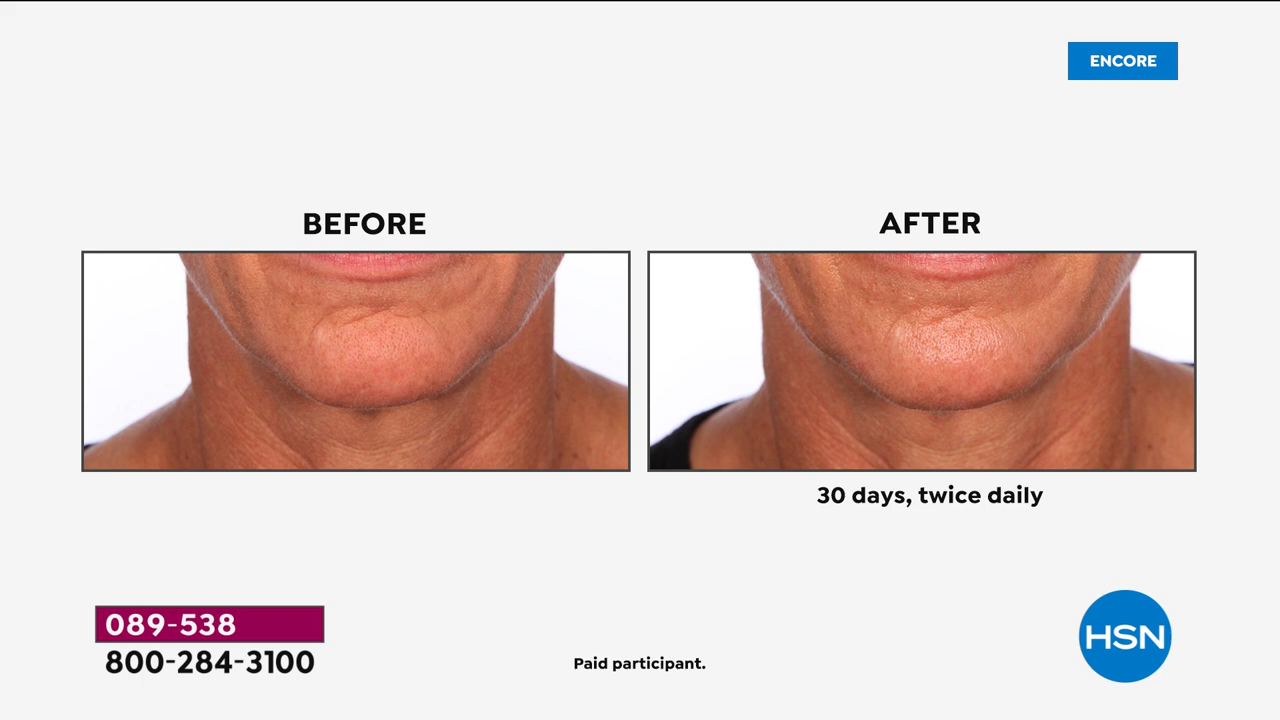 ENCORE
BEFORE
AFTER
30 days, twice daily
089-538
800-284-3100
Paid participant.
HSN